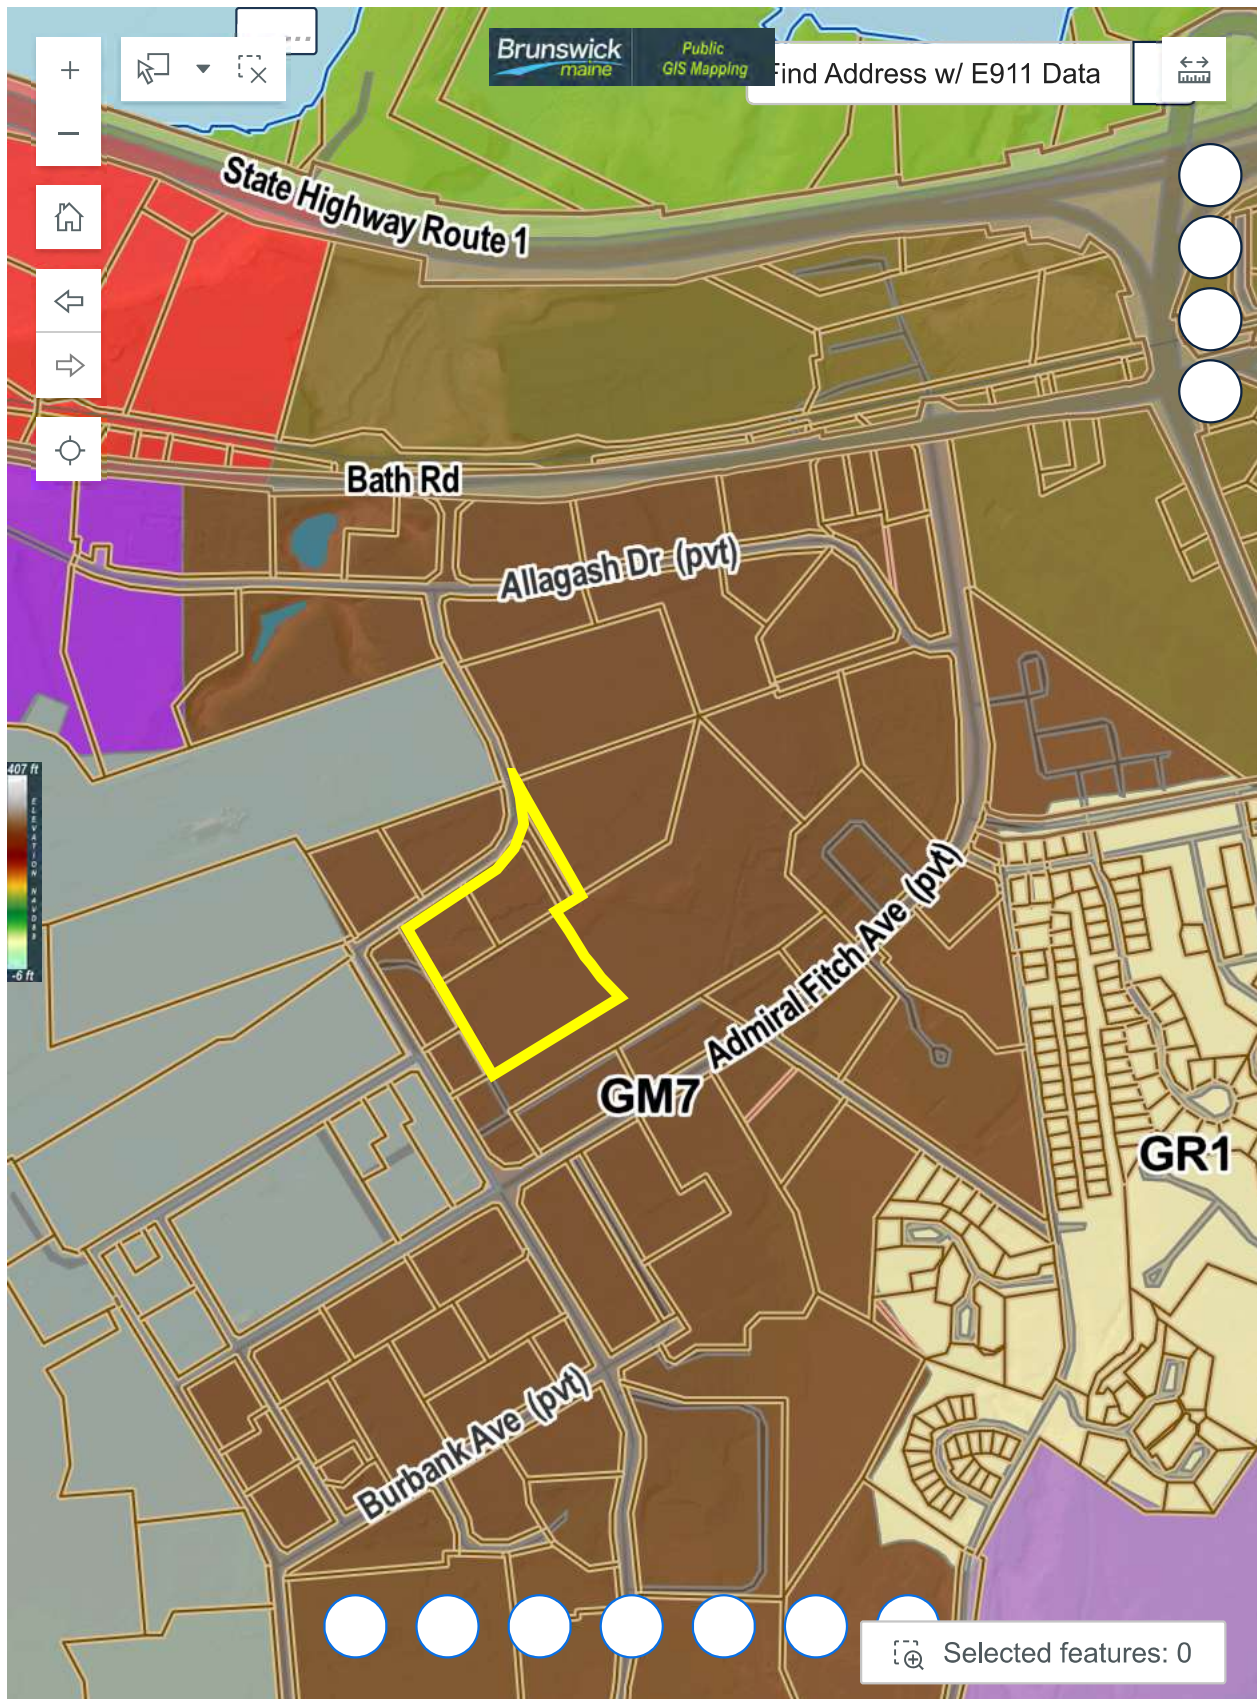 Brunswick
maine
Public
GIS Mapping
Find Address w/ E911 Data
State Highway Route 1
Bath Rd
Allagash Dr (pvt)
407 ft
ELEVATION NAVD88
-6 ft
Admiral Fitch Ave (pvt)
GM7
GR1
Burbank Ave (pvt)
Selected features: 0